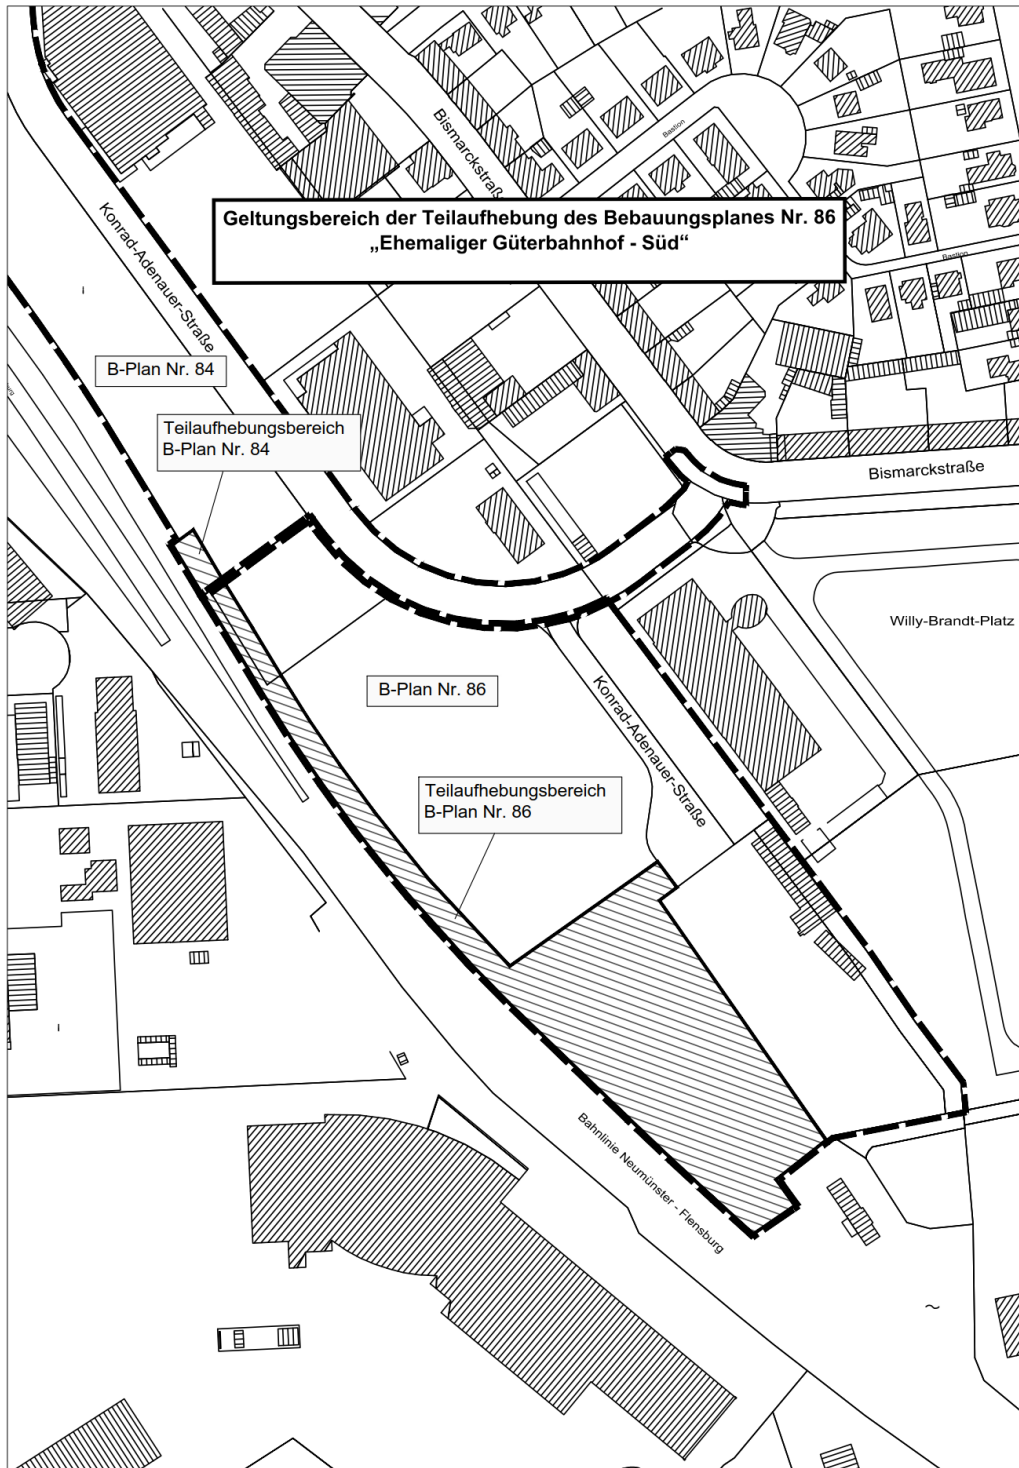 Bismarckstraße
Bastion
Geltungsbereich der Teilaufhebung des Bebauungsplanes Nr. 86
„Ehemaliger Güterbahnhof - Süd“
Bastion
Konrad-Adenauer-Straße
B-Plan Nr. 84
Teilaufhebungsbereich
B-Plan Nr. 84
Bismarckstraße
Willy-Brandt-Platz
B-Plan Nr. 86
Konrad-Adenauer-Straße
Teilaufhebungsbereich
B-Plan Nr. 86
Bahnlinie Neumünster - Flensburg